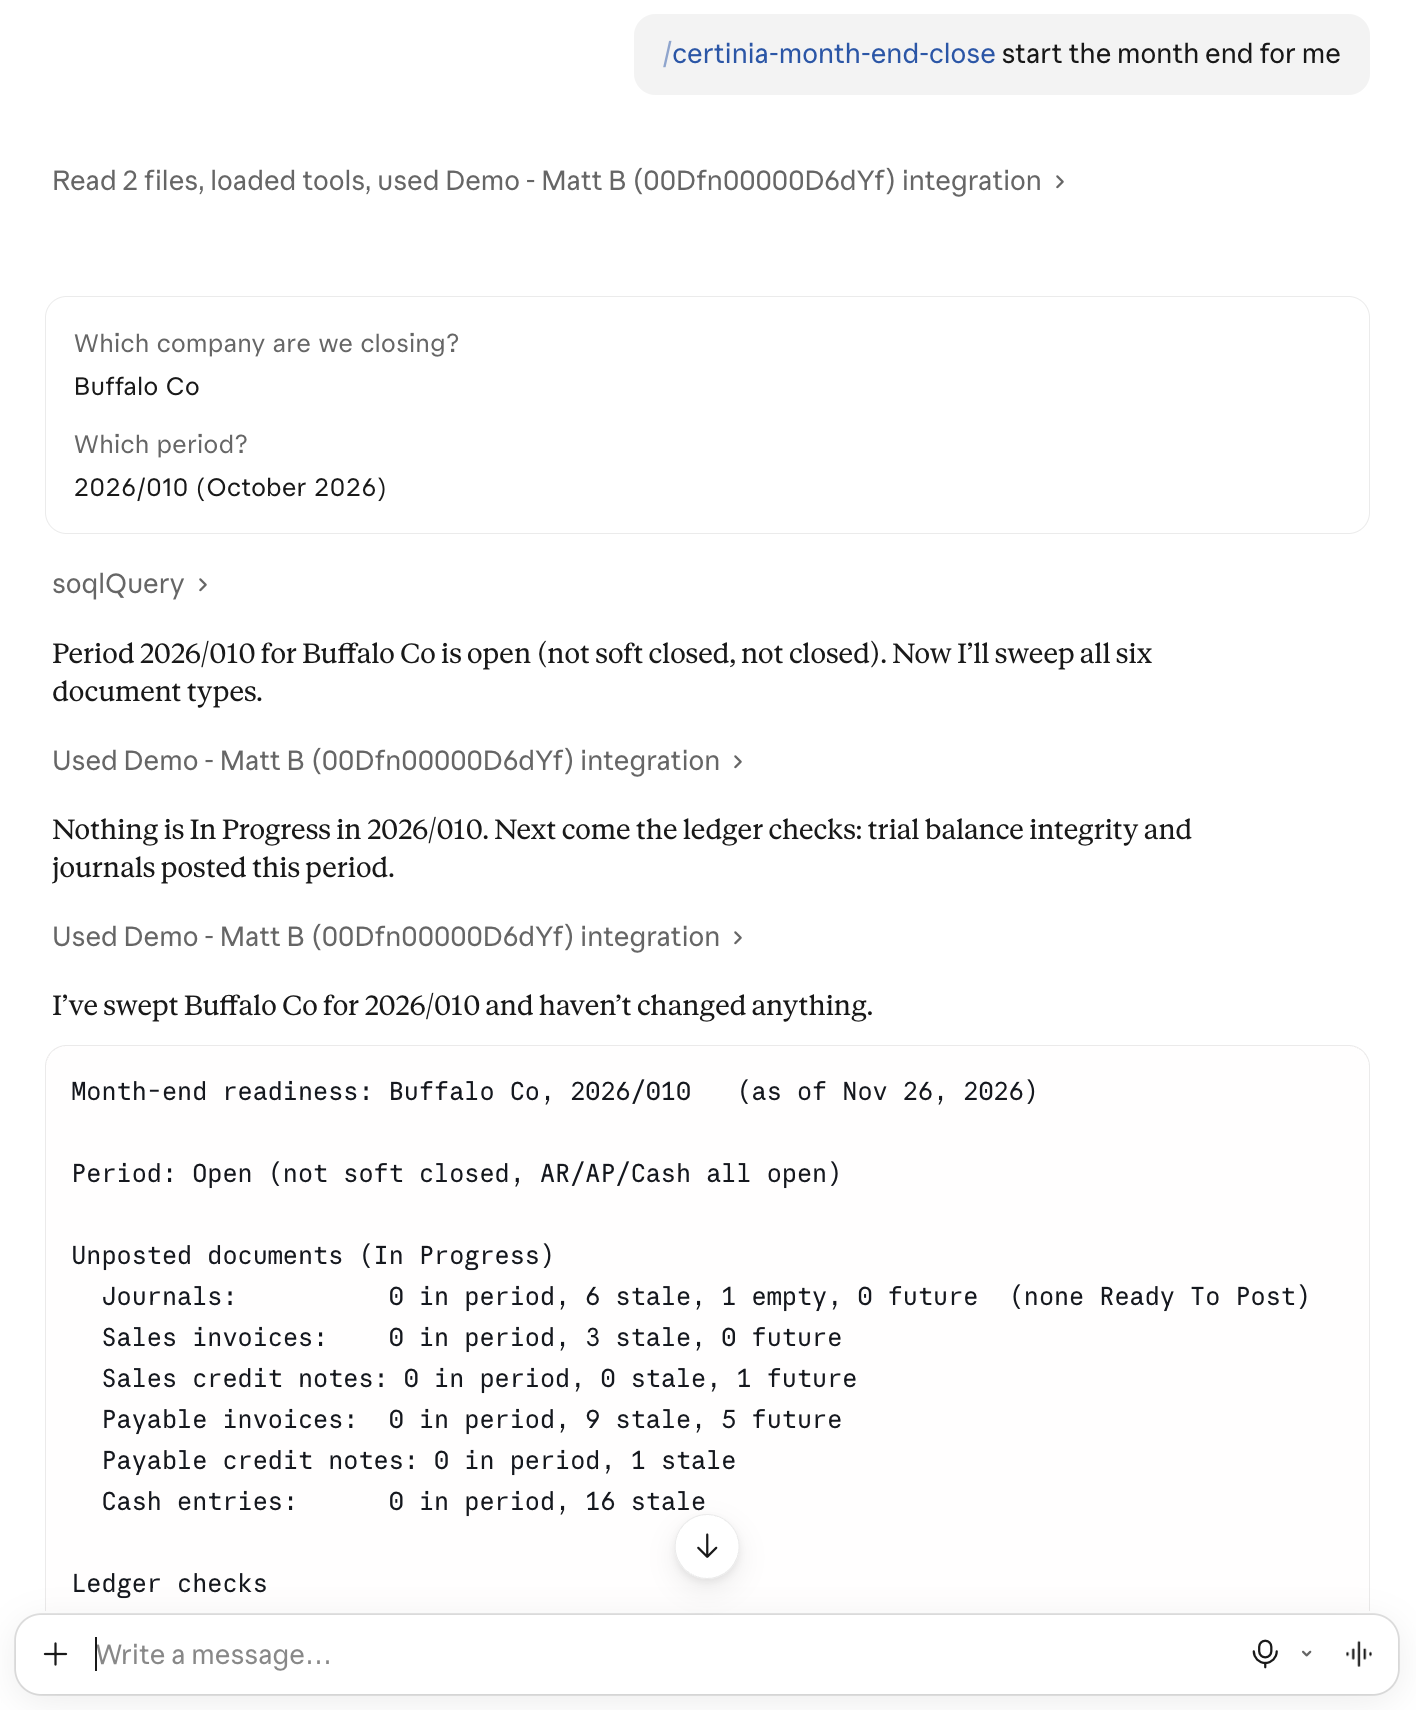 /certinia-month-end-close start the month end for me
Read 2 files, loaded tools, used Demo - Matt B (00Dfn00000D6dYf) integration >
Which company are we closing?
Buffalo Co
Which period?
2026/010 (October 2026)
soqlQuery >
Period 2026/010 for Buffalo Co is open (not soft closed, not closed). Now I’ll sweep all six
document types.
Used Demo - Matt B (00Dfn00000D6dYf) integration >
Nothing is In Progress in 2026/010. Next come the ledger checks: trial balance integrity and
journals posted this period.
Used Demo - Matt B (00Dfn00000D6dYf) integration >
I’ve swept Buffalo Co for 2026/010 and haven’t changed anything.
Month-end readiness: Buffalo Co, 2026/010   (as of Nov 26, 2026)
Period: Open (not soft closed, AR/AP/Cash all open)
Unposted documents (In Progress)
  Journals:          0 in period, 6 stale, 1 empty, 0 future  (none Ready To Post)
  Sales invoices:    0 in period, 3 stale, 0 future
  Sales credit notes: 0 in period, 0 stale, 1 future
  Payable invoices:  0 in period, 9 stale, 5 future
  Payable credit notes: 0 in period, 1 stale
  Cash entries:      0 in period, 16 stale
Ledger checks
Write a message...